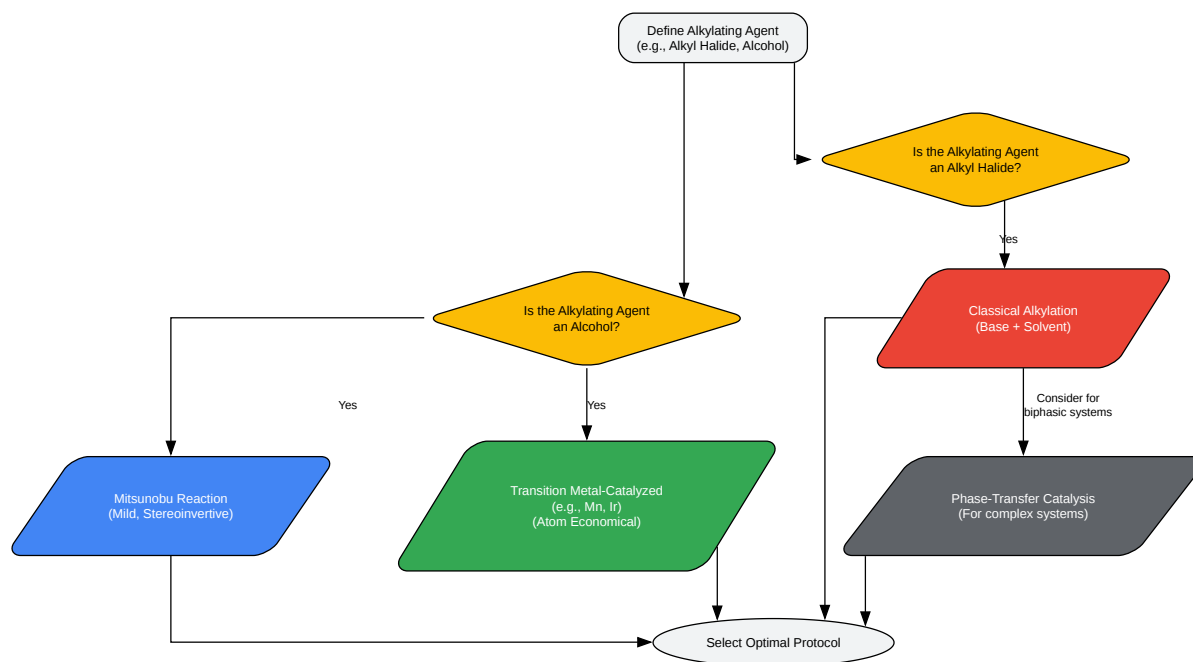 Define Alkylating Agent
(e.g., Alkyl Halide, Alcohol)
Is the Alkylating Agent
an Alkyl Halide?
Yes
Is the Alkylating Agent
an Alcohol?
Classical Alkylation
(Base + Solvent)
Yes
Yes
Consider for
biphasic systems
Mitsunobu Reaction
(Mild, Stereoinvertive)
Transition Metal-Catalyzed
(e.g., Mn, Ir)
(Atom Economical)
Phase-Transfer Catalysis
(For complex systems)
Select Optimal Protocol